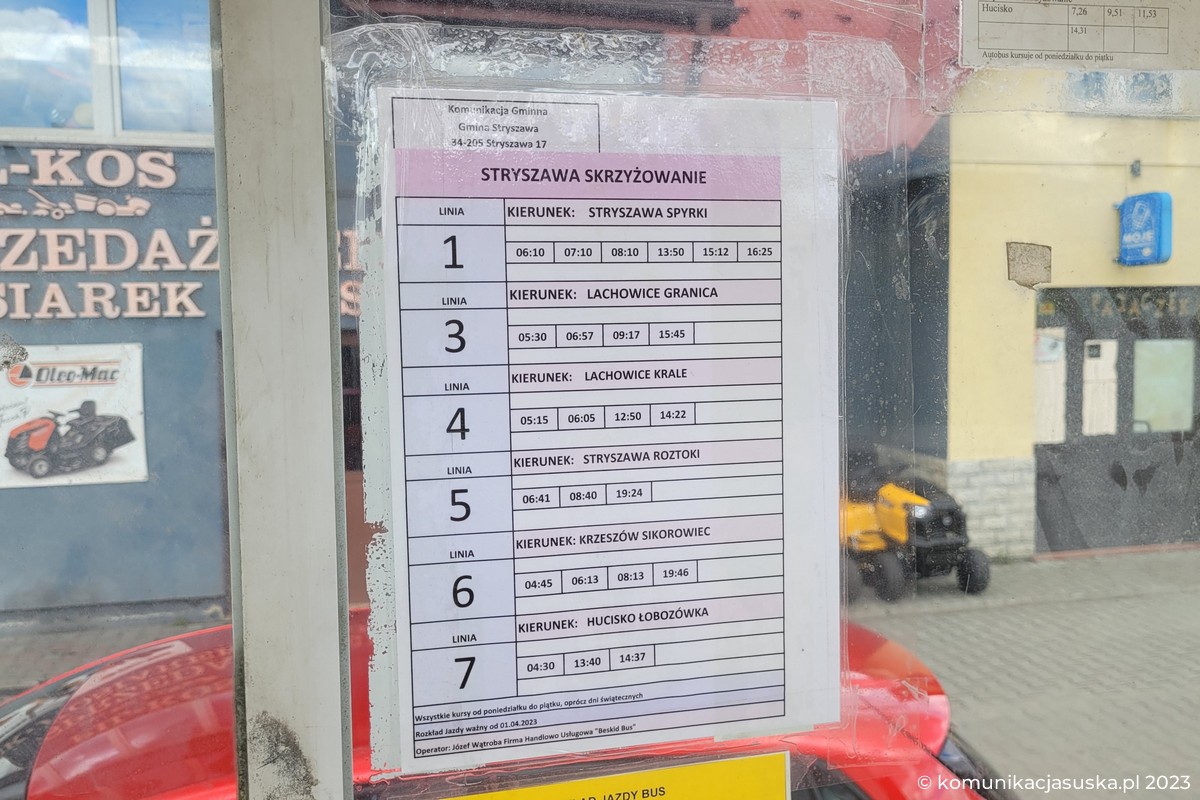 Hucisko 7,26 9,51 11,53
14,31
Autobus kursuje od poniedziałku do piątku
-KOS
ZEDAŻ
SIAREK
Oleo-Mac
MOJE
Komunikacja Gminna
Gmina Stryszawa
34-205 Stryszawa 17
STRYSZAWA SKRZYŻOWANIE
LINIA KIERUNEK: STRYSZAWA SPYRKI
1 06:10 07:10 08:10 13:50 15:12 16:25
LINIA KIERUNEK: LACHOWICE GRANICA
3 05:30 06:57 09:17 15:45
LINIA KIERUNEK: LACHOWICE KRALE
4 05:15 06:05 12:50 14:22
LINIA KIERUNEK: STRYSZAWA ROZTOKI
5 06:41 08:40 19:24
LINIA KIERUNEK: KRZESZÓW SIKOROWIEC
6 04:45 06:13 08:13 19:46
LINIA KIERUNEK: HUCISKO ŁOBOZÓWKA
7 04:30 13:40 14:37
Wszystkie kursy od poniedziałku do piątku, oprócz dni świątecznych
Rozkład Jazdy ważny od 01.04.2023
Operator: Józef Wątroba Firma Handlowo Usługowa "Beskid Bus"
JAZDY BUS
© komunikacjasuska.pl 2023